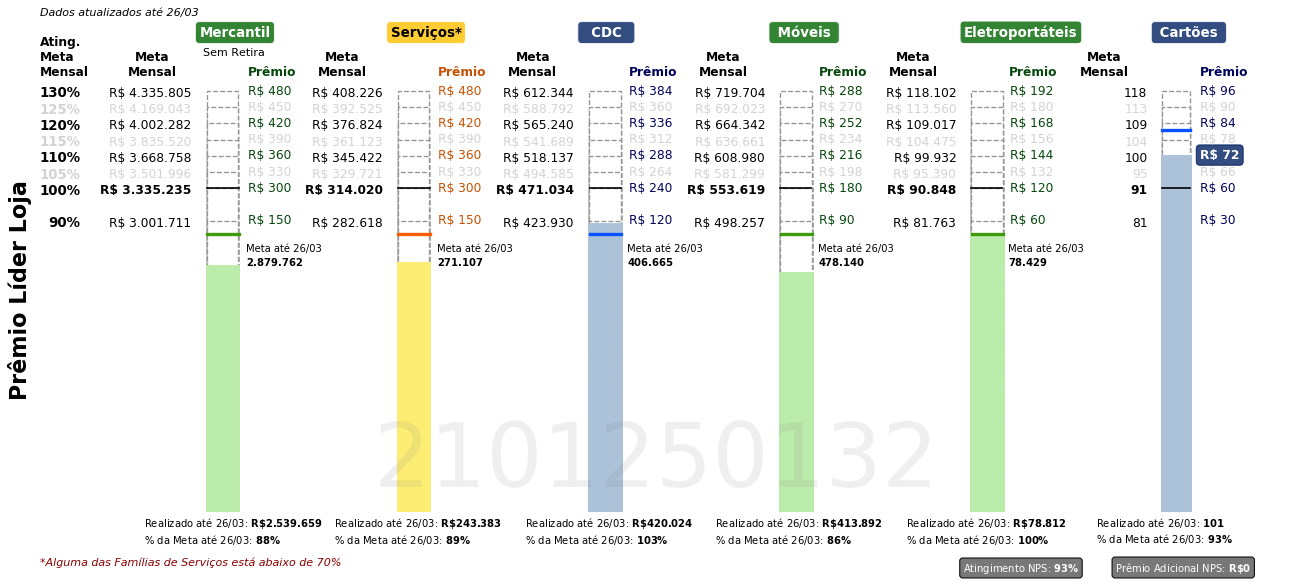 Dados atualizados até 26/03
Mercantil Serviços* CDC Móveis Eletroportáteis Cartões
Sem Retira
Ating. Meta Mensal
Meta Mensal Prêmio Meta Mensal Prêmio Meta Mensal Prêmio Meta Mensal Prêmio Meta Mensal Prêmio Meta Mensal Prêmio
130% R$ 4.335.805 R$ 480 R$ 408.226 R$ 480 R$ 612.344 R$ 384 R$ 719.704 R$ 288 R$ 118.102 R$ 192 118 R$ 96
125% R$ 4.169.043 R$ 450 R$ 392.525 R$ 450 R$ 588.792 R$ 360 R$ 692.023 R$ 270 R$ 113.560 R$ 180 113 R$ 90
120% R$ 4.002.282 R$ 420 R$ 376.824 R$ 420 R$ 565.240 R$ 336 R$ 664.342 R$ 252 R$ 109.017 R$ 168 109 R$ 84
115% R$ 3.835.520 R$ 390 R$ 361.123 R$ 390 R$ 541.689 R$ 312 R$ 636.661 R$ 234 R$ 104.475 R$ 156 104 R$ 78
110% R$ 3.668.758 R$ 360 R$ 345.422 R$ 360 R$ 518.137 R$ 288 R$ 608.980 R$ 216 R$ 99.932 R$ 144 100 R$ 72
105% R$ 3.501.996 R$ 330 R$ 329.721 R$ 330 R$ 494.585 R$ 264 R$ 581.299 R$ 198 R$ 95.390 R$ 132 95 R$ 66
100% R$ 3.335.235 R$ 300 R$ 314.020 R$ 300 R$ 471.034 R$ 240 R$ 553.619 R$ 180 R$ 90.848 R$ 120 91 R$ 60
90% R$ 3.001.711 R$ 150 R$ 282.618 R$ 150 R$ 423.930 R$ 120 R$ 498.257 R$ 90 R$ 81.763 R$ 60 81 R$ 30
Meta até 26/03 Meta até 26/03 Meta até 26/03 Meta até 26/03 Meta até 26/03
2.879.762 271.107 406.665 478.140 78.429
Prêmio Líder Loja
2101250132
Realizado até 26/03: R$2.539.659 Realizado até 26/03: R$243.383 Realizado até 26/03: R$420.024 Realizado até 26/03: R$413.892 Realizado até 26/03: R$78.812 Realizado até 26/03: 101
% da Meta até 26/03: 88% % da Meta até 26/03: 89% % da Meta até 26/03: 103% % da Meta até 26/03: 86% % da Meta até 26/03: 100% % da Meta até 26/03: 93%
*Alguma das Famílias de Serviços está abaixo de 70%
Atingimento NPS: 93% Prêmio Adicional NPS: R$0